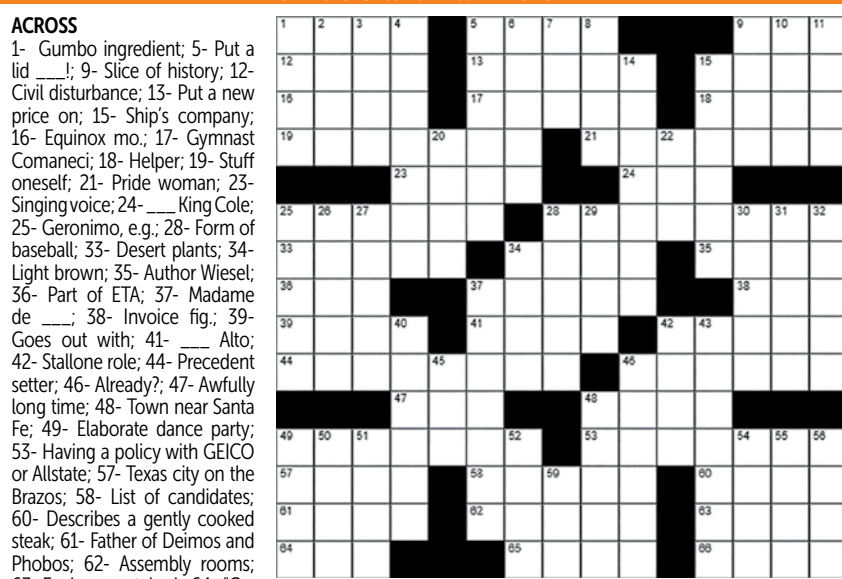 ACROSS
1- Gumbo ingredient; 5- Put a
lid ___!; 9- Slice of history; 12-
Civil disturbance; 13- Put a new
price on; 15- Ship's company;
16- Equinox mo.; 17- Gymnast
Comaneci; 18- Helper; 19- Stuff
oneself; 21- Pride woman; 23-
Singing voice; 24- ___ King Cole;
25- Geronimo, e.g.; 28- Form of
baseball; 33- Desert plants; 34-
Light brown; 35- Author Wiesel;
36- Part of ETA; 37- Madame
de ___; 38- Invoice fig.; 39-
Goes out with; 41- ___ Alto;
42- Stallone role; 44- Precedent
setter; 46- Already?; 47- Awfully
long time; 48- Town near Santa
Fe; 49- Elaborate dance party;
53- Having a policy with GEICO
or Allstate; 57- Texas city on the
Brazos; 58- List of candidates;
60- Describes a gently cooked
steak; 61- Father of Deimos and
Phobos; 62- Assembly rooms;
1 2 3 4 5 6 7 8 9 10 11
12 13 14 15
16 17 18
19 20 21 22
23 24
25 26 27 28 29 30 31 32
33 34 35
36 37 38
39 40 41 42 43
44 45 46
47 48
49 50 51 52 53 54 55 56
57 58 59 60
61 62 63
64 65 66